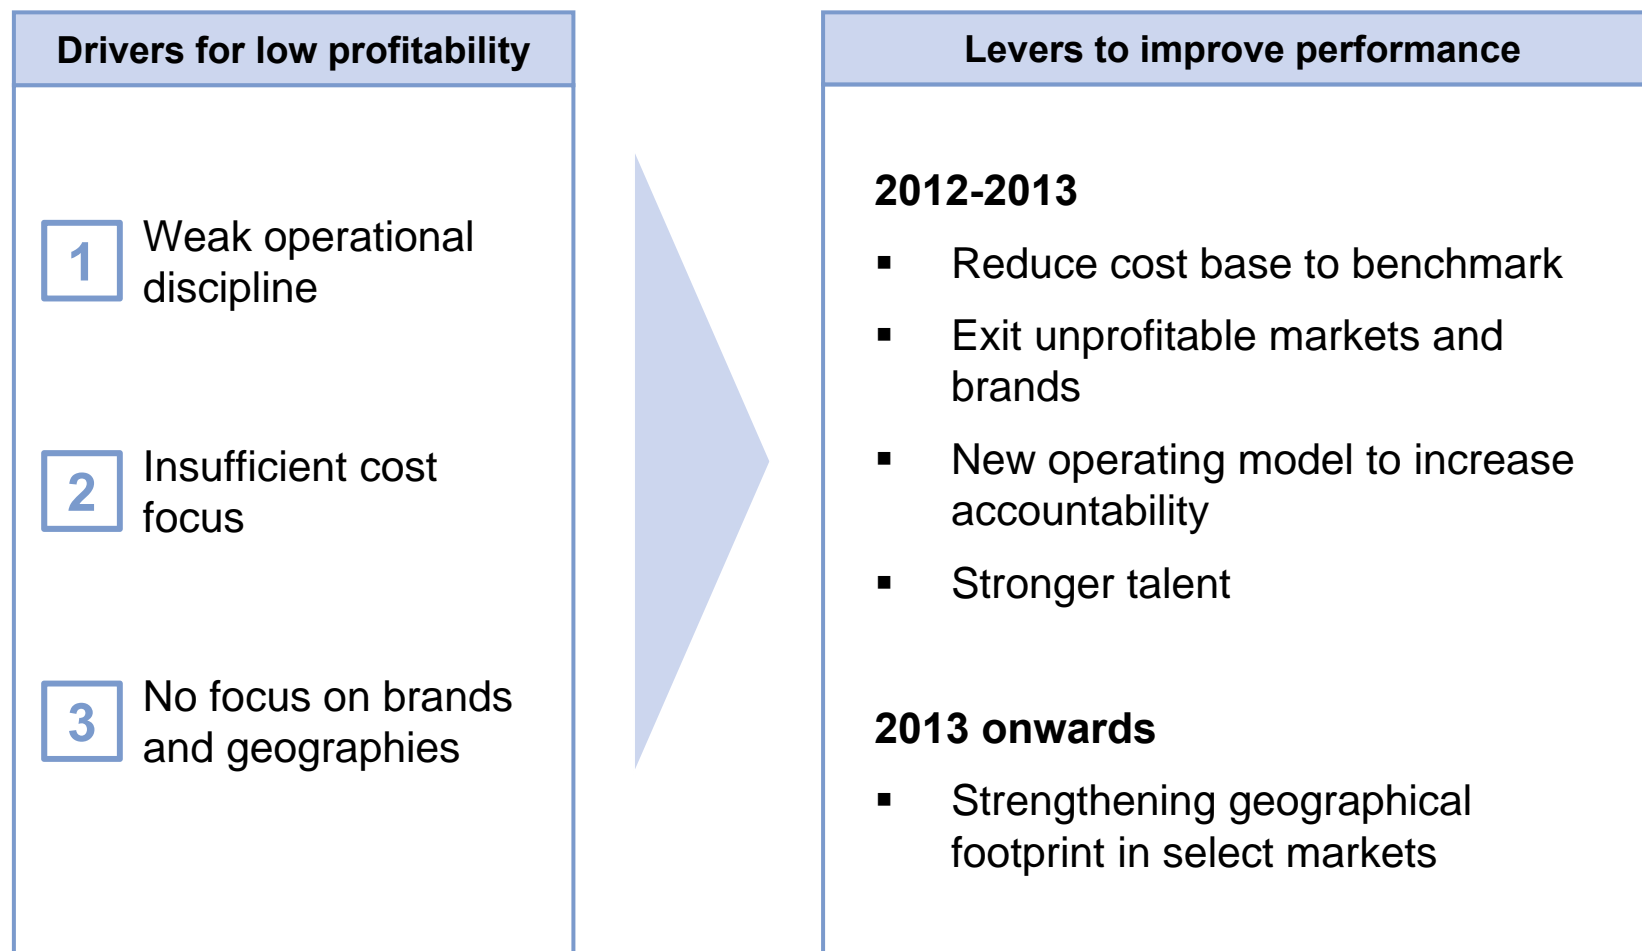 Drivers for low profitability
1
Weak operational
discipline
2
Insufficient cost
focus
3
No focus on brands
and geographies
Levers to improve performance
2012-2013
▪ Reduce cost base to benchmark
▪ Exit unprofitable markets and
brands
▪ New operating model to increase
accountability
▪ Stronger talent
2013 onwards
▪ Strengthening geographical
footprint in select markets